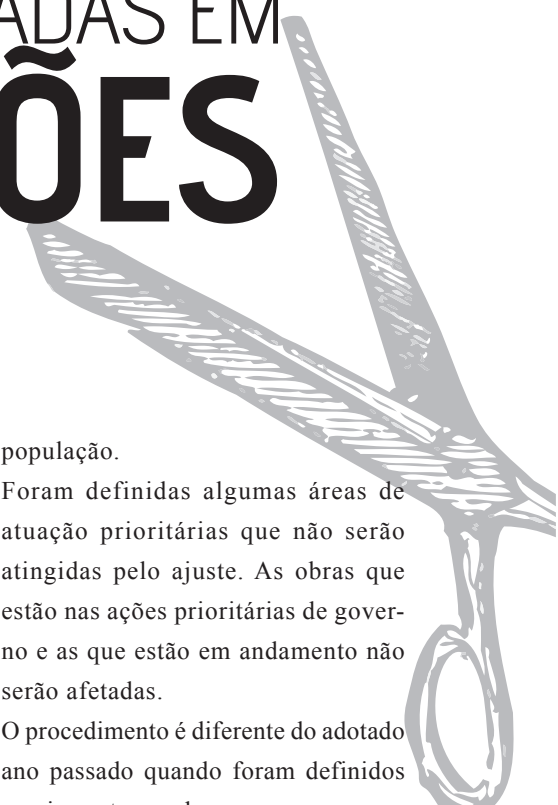 ADAS EM
ÕES
população.
Foram definidas algumas áreas de
atuação prioritárias que não serão
atingidas pelo ajuste. As obras que
estão nas ações prioritárias de gover-
no e as que estão em andamento não
serão afetadas.
O procedimento é diferente do adotado
ano passado quando foram definidos